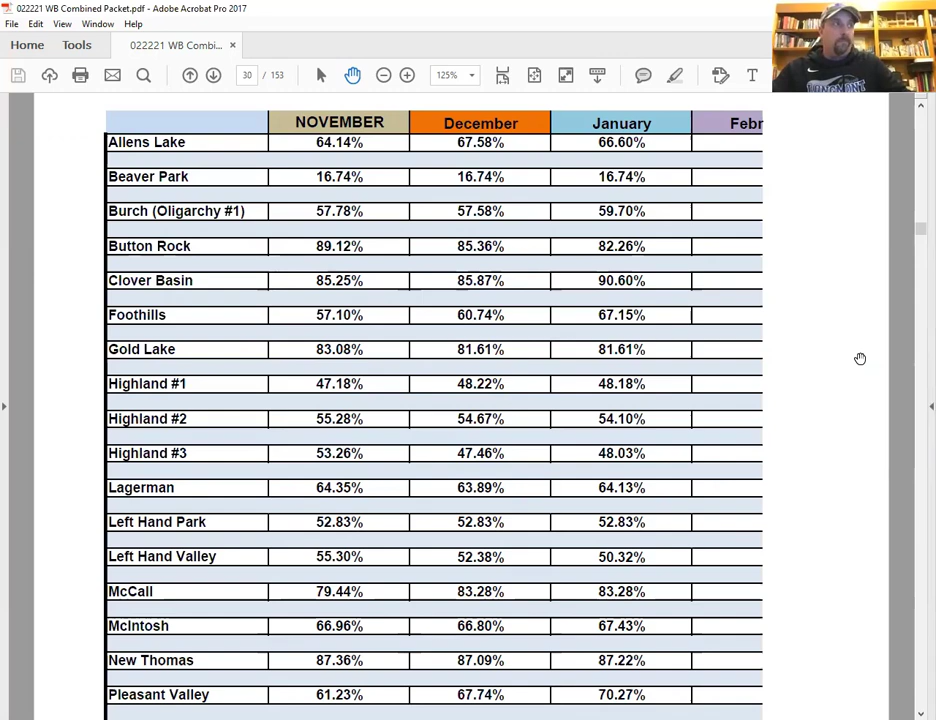 022221 WB Combined Packet.pdf - Adobe Acrobat Pro 2017
File Edit View Window Help
Home Tools 022221 WB Combi... ×
30 / 153 125%
NOVEMBER December January Febr
Allens Lake 64.14% 67.58% 66.60%
Beaver Park 16.74% 16.74% 16.74%
Burch (Oligarchy #1) 57.78% 57.58% 59.70%
Button Rock 89.12% 85.36% 82.26%
Clover Basin 85.25% 85.87% 90.60%
Foothills 57.10% 60.74% 67.15%
Gold Lake 83.08% 81.61% 81.61%
Highland #1 47.18% 48.22% 48.18%
Highland #2 55.28% 54.67% 54.10%
Highland #3 53.26% 47.46% 48.03%
Lagerman 64.35% 63.89% 64.13%
Left Hand Park 52.83% 52.83% 52.83%
Left Hand Valley 55.30% 52.38% 50.32%
McCall 79.44% 83.28% 83.28%
McIntosh 66.96% 66.80% 67.43%
New Thomas 87.36% 87.09% 87.22%
Pleasant Valley 61.23% 67.74% 70.27%